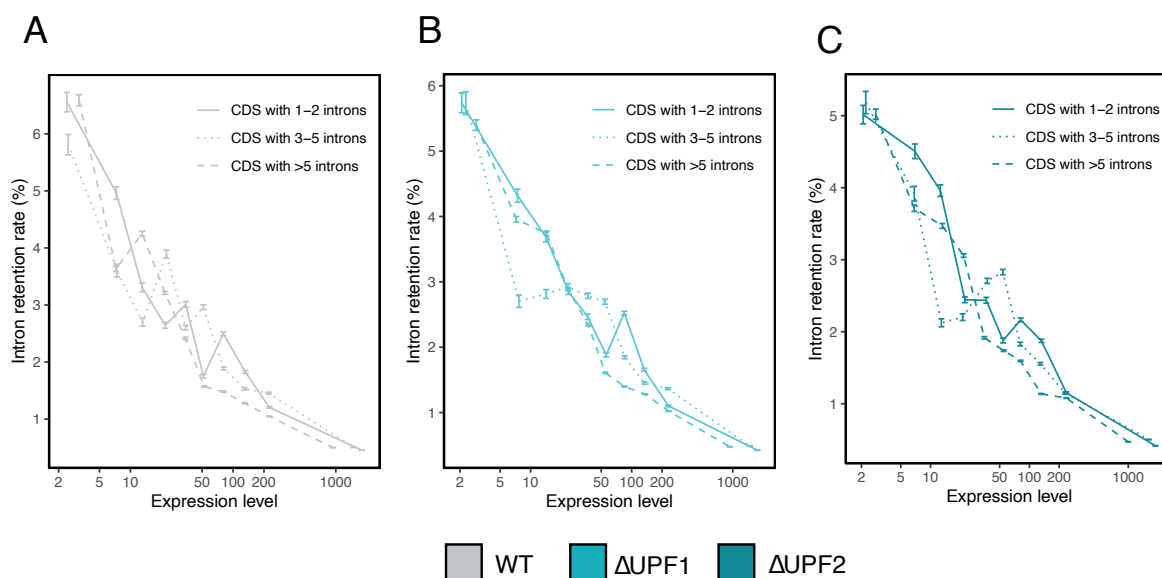 A
B
C
CDS with 1–2 introns
CDS with 3–5 introns
CDS with >5 introns
Intron retention rate (%)
6
5
4
3
2
1
2
5
10
50
100
200
1000
Expression level
CDS with 1–2 introns
CDS with 3–5 introns
CDS with >5 introns
Intron retention rate (%)
6
5
4
3
2
1
2
5
10
50
100
200
1000
Expression level
CDS with 1–2 introns
CDS with 3–5 introns
CDS with >5 introns
Intron retention rate (%)
5
4
3
2
1
2
5
10
50
100
200
1000
Expression level
WT
ΔUPF1
ΔUPF2